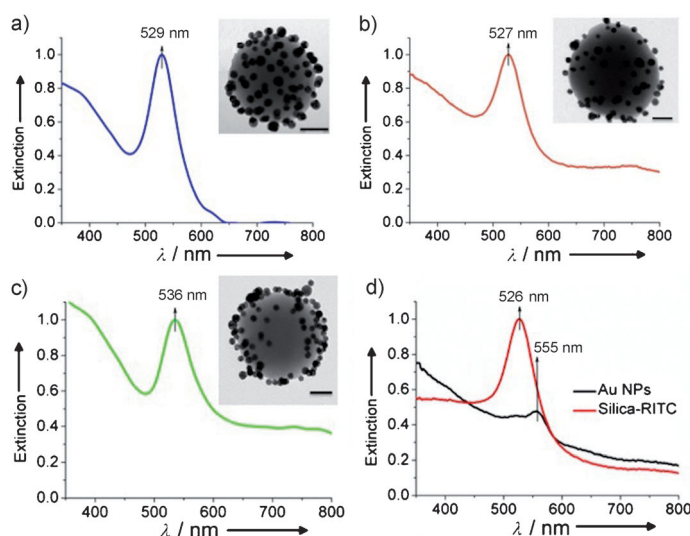 a)
529 nm
1.0
0.8
0.6
0.4
0.2
0.0
Extinction
400 500 600 700 800
λ / nm
b)
527 nm
1.0
0.8
0.6
0.4
0.2
0.0
Extinction
400 500 600 700 800
λ / nm
c)
536 nm
1.0
0.8
0.6
0.4
0.2
0.0
Extinction
400 500 600 700 800
λ / nm
d)
526 nm
555 nm
Au NPs
Silica-RITC
1.0
0.8
0.6
0.4
0.2
0.0
Extinction
400 500 600 700 800
λ / nm